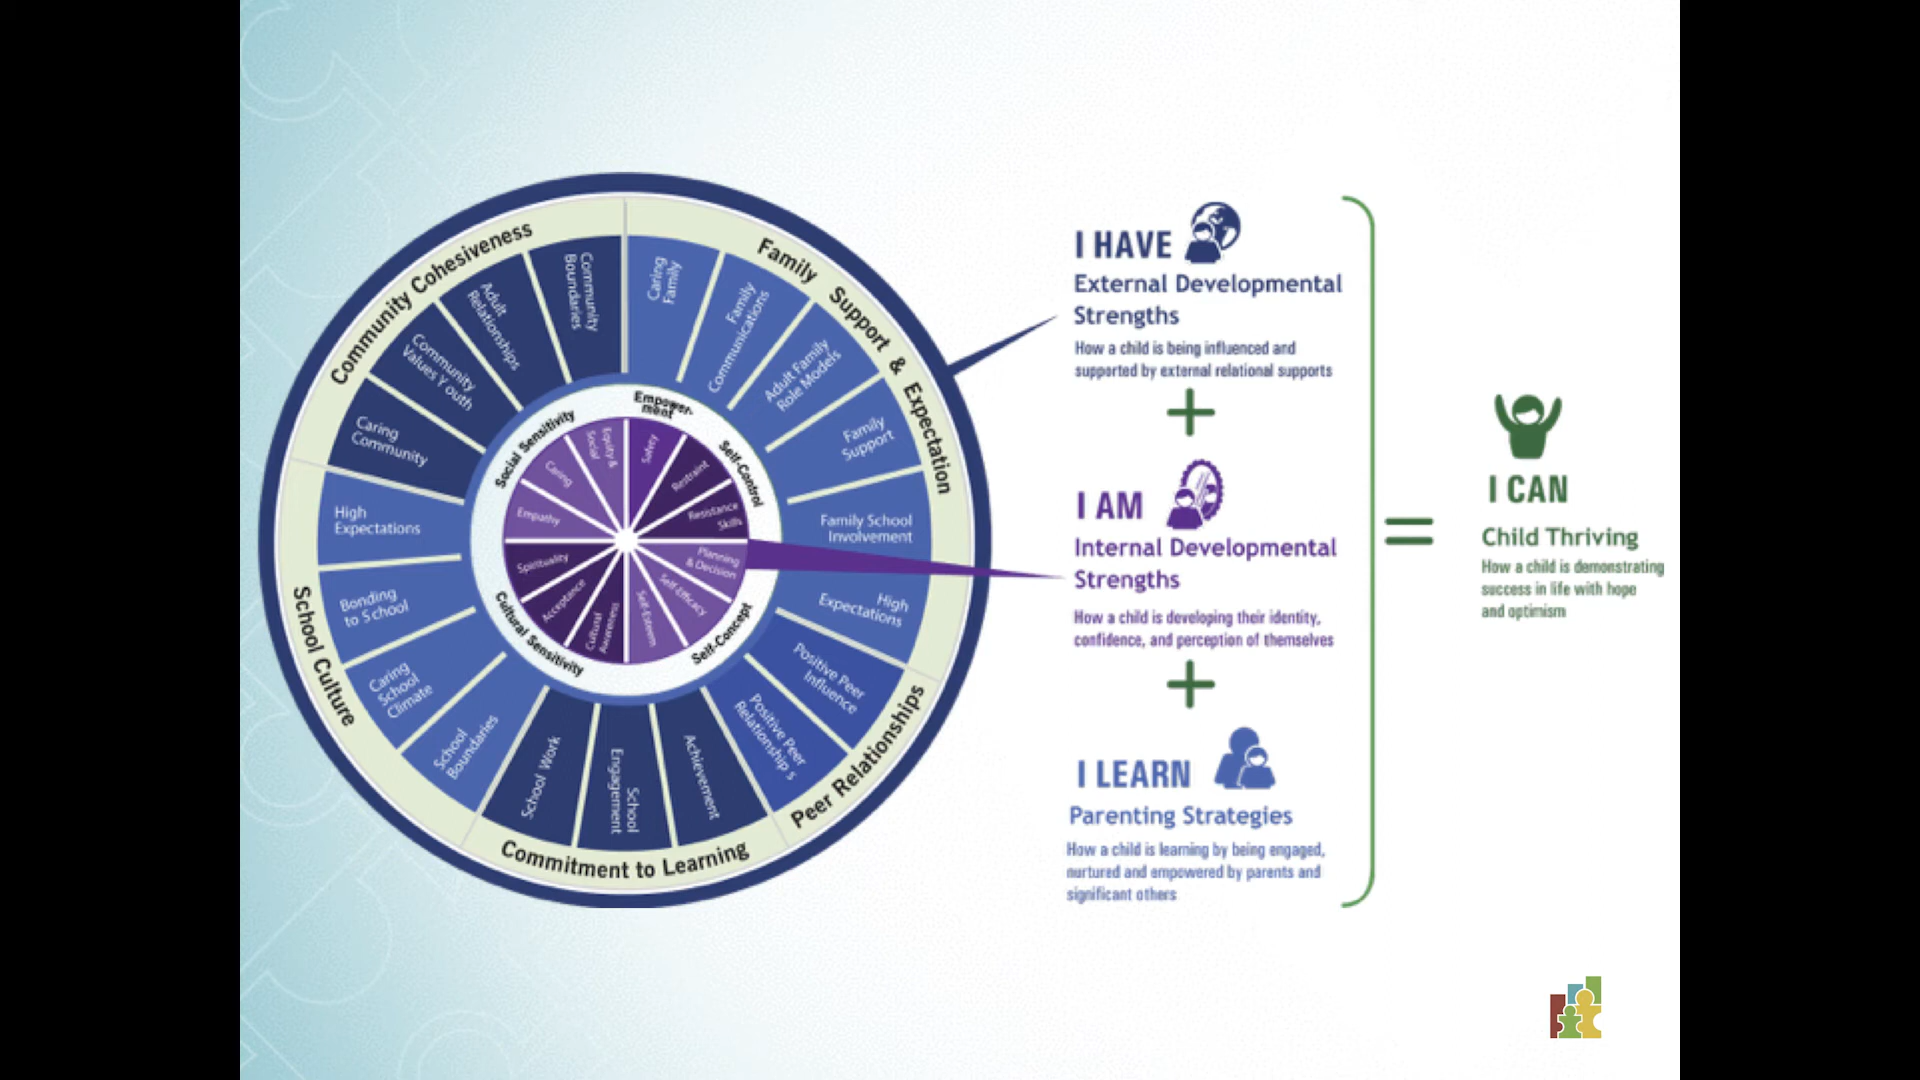 Community Cohesiveness
Family Support & Expectation
Peer Relationships
Commitment to Learning
School Culture
Caring
Family
Family
Communications
Adult Family
Role Models
Family
Support
Family School
Involvement
High
Expectations
Positive Peer
Influence
Positive Peer
Relationship s
Achievement
School
Engagement
School Work
School
Boundaries
Caring
School
Climate
Bonding
to School
High
Expectations
Caring
Community
Community
Values Y outh
Adult
Relationships
Community
Boundaries
Empower-
ment
Self-Control
Self-Concept
Cultural Sensitivity
Social Sensitivity
Safety
Restraint
Resistance
Skills
Planning
& Decision
Self-Efficacy
Self-Esteem
Cultural
Awareness
Acceptance
Spirituality
Empathy
Caring
Equity &
Social
I HAVE
External Developmental
Strengths
How a child is being influenced and
supported by external relational supports
+
I AM
Internal Developmental
Strengths
How a child is developing their identity,
confidence, and perception of themselves
+
I LEARN
Parenting Strategies
How a child is learning by being engaged,
nurtured and empowered by parents and
significant others
=
I CAN
Child Thriving
How a child is demonstrating
success in life with hope
and optimism